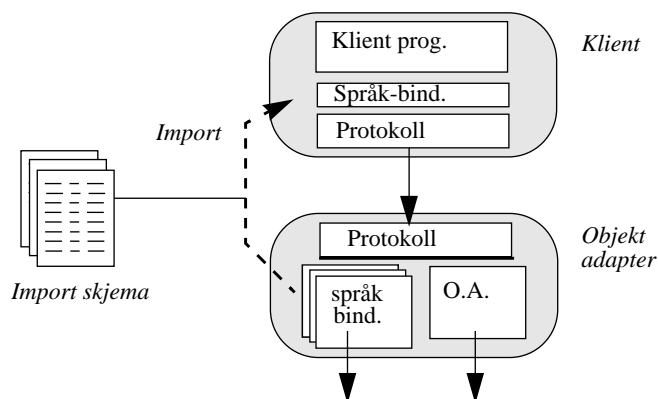 Klient prog.
Klient
Språk-bind.
Import
Protokoll
Protokoll
Objekt
adapter
Import skjema
språk
bind.
O.A.